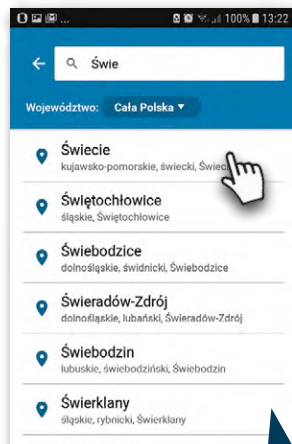 ... 100% 13:22
Świe
Województwo: Cała Polska ▼
Świecie
kujawsko-pomorskie, świecki,
Świętochłowice
śląskie, Świętochłowice
Świebodzice
dolnośląskie, świdnicki, Świebodzice
Świeradów-Zdrój
dolnośląskie, lubański, Świeradów-Zdrój
Świebodzin
lubuskie, świebodziński, Świebodzin
Świerklany
śląskie, rybnicki, Świerklany